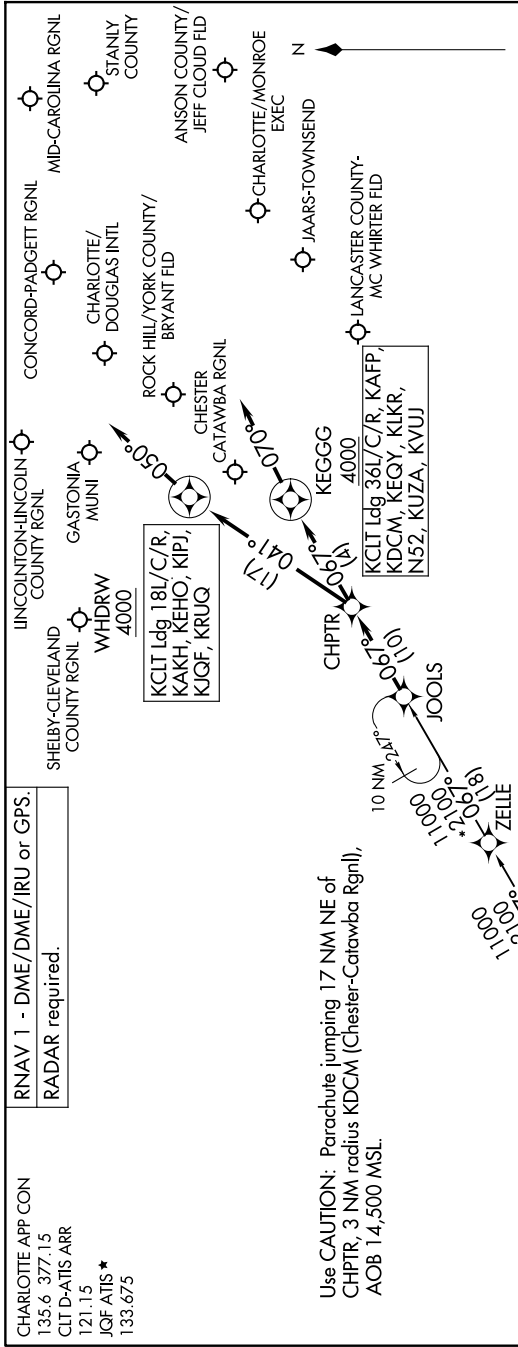 CHARLOTTE APP CON
135.6 377.15
CLT D-ATIS ARR
121.15
JQF ATIS★
133.675
RNAV 1 - DME/DME/IRU or GPS.
RADAR required.
LINCOLNTON-LINCOLN
COUNTY RGNL
CONCORD-PADGETT RGNL
MID-CAROLINA RGNL
SHELBY-CLEVELAND
COUNTY RGNL
GASTONIA
MUNI
CHARLOTTE/
DOUGLAS INTL
STANLY
COUNTY
WHDRW
4000
KCLT Ldg 18L/C/R,
KAKH, KEHO, KIPJ,
KJQF, KRUQ
050°
ROCK HILL/YORK COUNTY/
BRYANT FLD
ANSON COUNTY/
JEFF CLOUD FLD
CHESTER
CATAWBA RGNL
CHARLOTTE/MONROE
EXEC
N
JAARS-TOWNSEND
LANCASTER COUNTY-
MC WHIRTER FLD
041°
(17)
070°
KEGGG
4000
KCLT Ldg 36L/C/R, KAFP,
KDCM, KEQY, KLKR,
N52, KUZA, KVUJ
067°
(4)
CHPTR
067°
(10)
JOOLS
10 NM
247°
11000
*2100
067°
(18)
ZELLE
11000
Use CAUTION: Parachute jumping 17 NM NE of
CHPTR, 3 NM radius KDCM (Chester-Catawba Rgnl),
AOB 14,500 MSL.